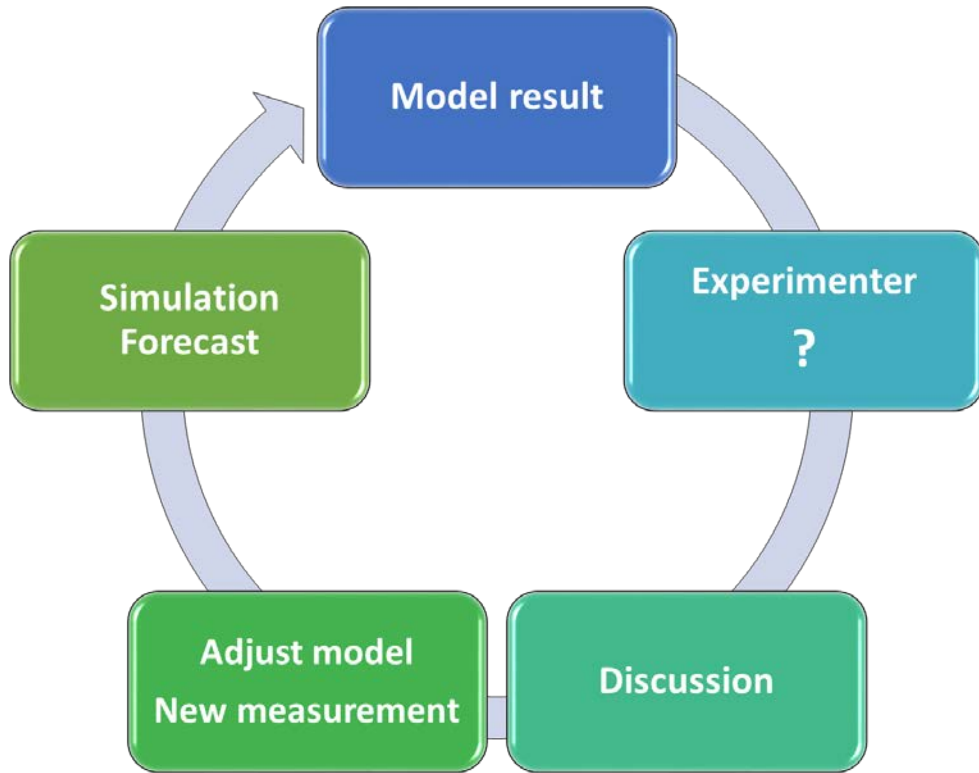 Model result
Experimenter
?
Discussion
Adjust model
New measurement
Simulation
Forecast